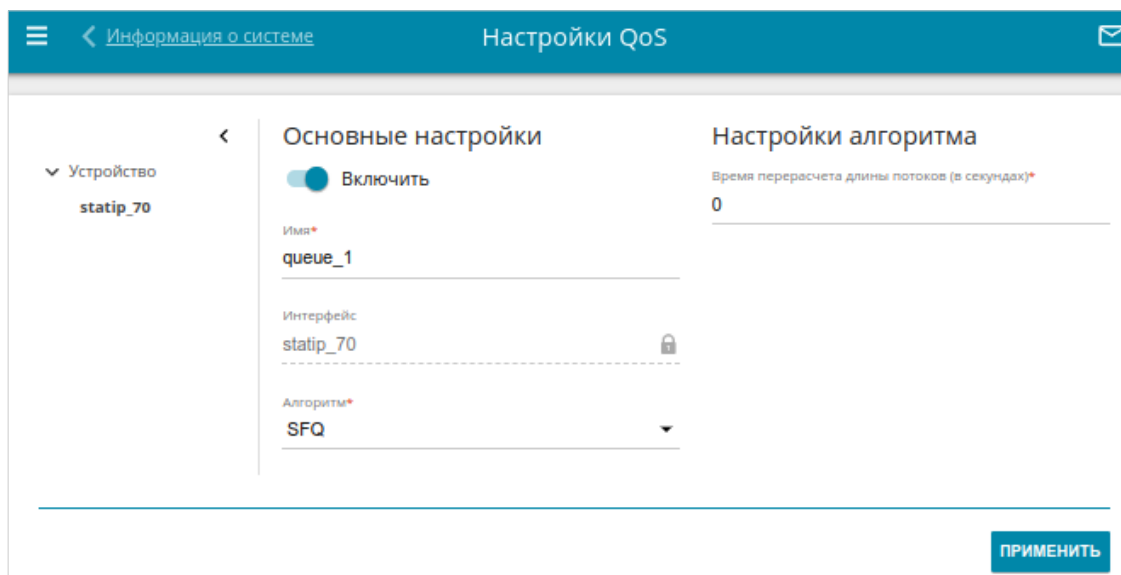 Информация о системе
Настройки QoS
Устройство
statip_70
Основные настройки
Включить
Имя*
queue_1
Интерфейс
statip_70
Алгоритм*
SFQ
Настройки алгоритма
Время перерасчета длины потоков (в секундах)*
0
ПРИМЕНИТЬ